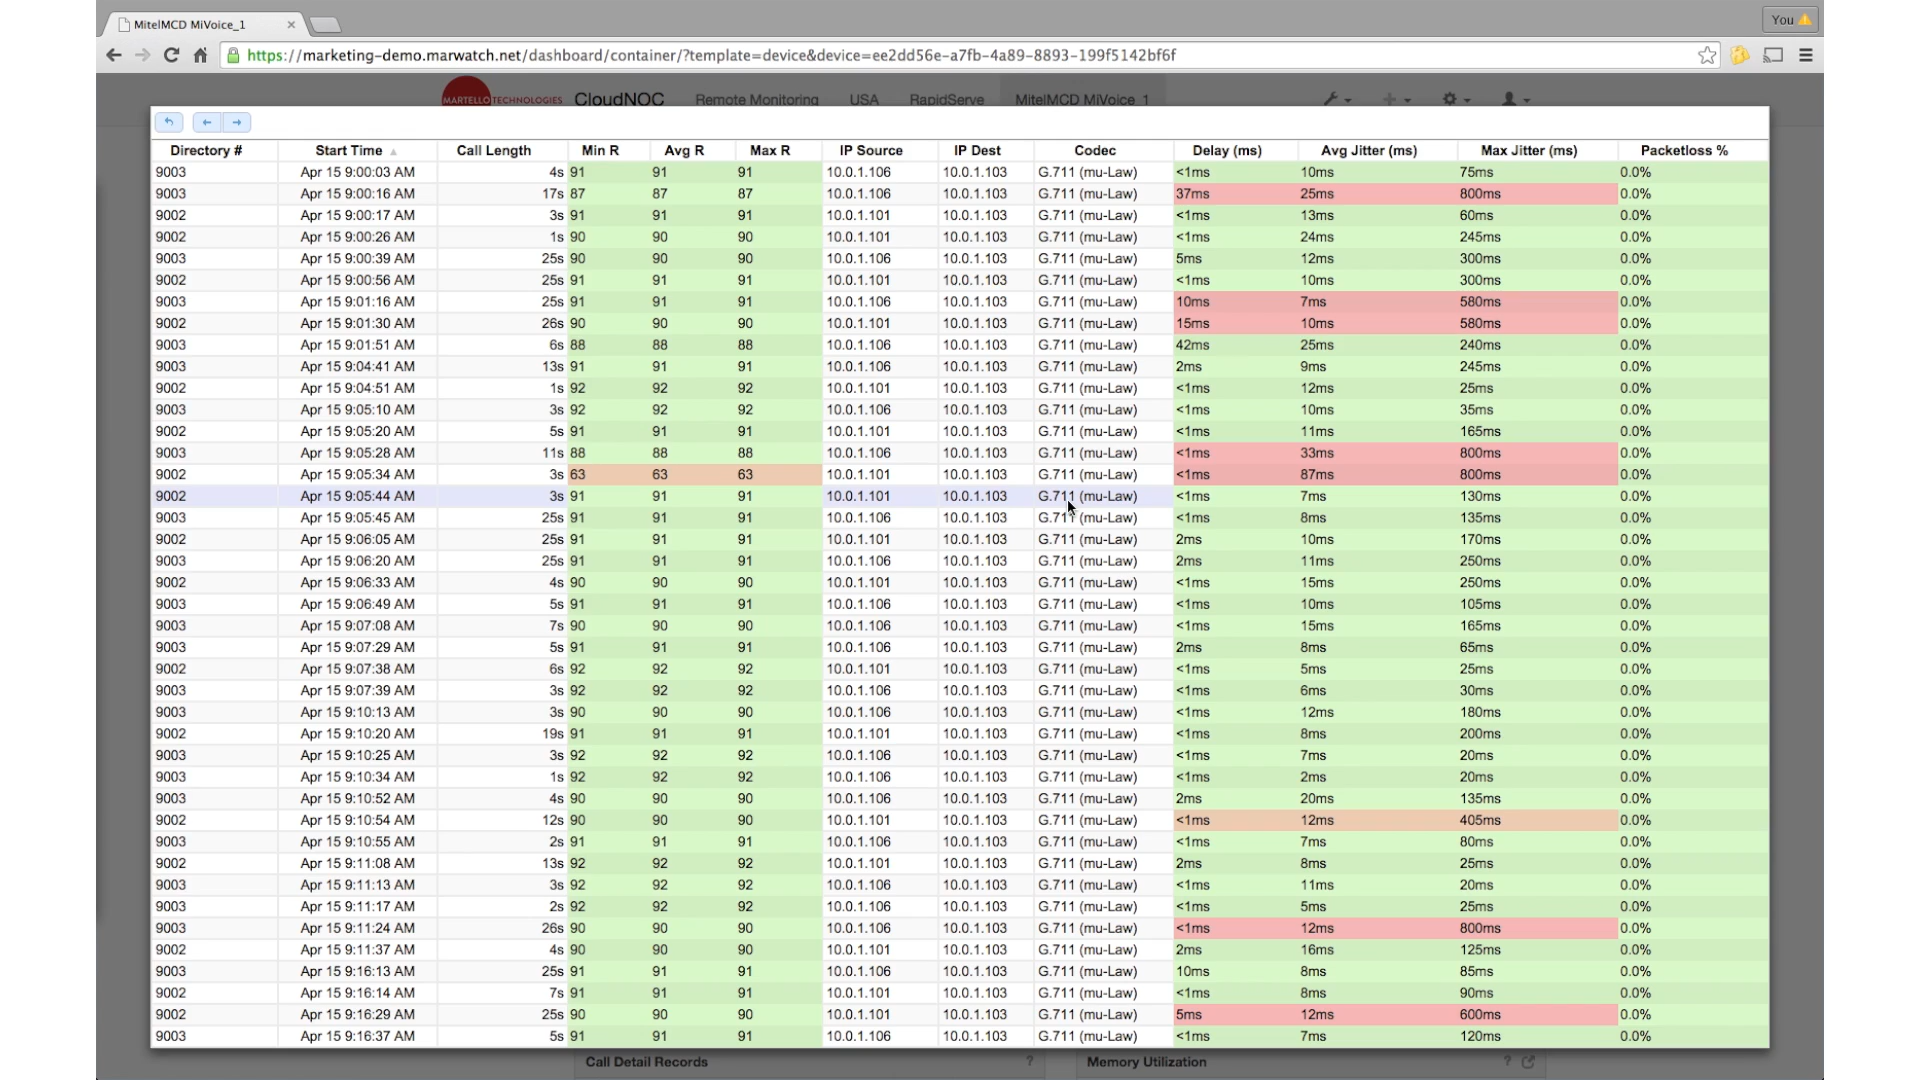 MitelMCD MiVoice_1
You
https://marketing-demo.marwatch.net/dashboard/container/?template=device&device=ee2dd56e-a7fb-4a89-8893-199f5142bf6f
MARTELLO TECHNOLOGIES CloudNOC Remote Monitoring USA RapidServe MitelMCD MiVoice_1
Directory # Start Time Call Length Min R Avg R Max R IP Source IP Dest Codec Delay (ms) Avg Jitter (ms) Max Jitter (ms) Packetloss %
9003 Apr 15 9:00:03 AM 4s 91 91 91 10.0.1.106 10.0.1.103 G.711 (mu-Law) <1ms 10ms 75ms 0.0%
9003 Apr 15 9:00:16 AM 17s 87 87 87 10.0.1.106 10.0.1.103 G.711 (mu-Law) 37ms 25ms 800ms 0.0%
9002 Apr 15 9:00:17 AM 3s 91 91 91 10.0.1.101 10.0.1.103 G.711 (mu-Law) <1ms 13ms 60ms 0.0%
9002 Apr 15 9:00:26 AM 1s 90 90 90 10.0.1.101 10.0.1.103 G.711 (mu-Law) <1ms 24ms 245ms 0.0%
9003 Apr 15 9:00:39 AM 25s 90 90 90 10.0.1.106 10.0.1.103 G.711 (mu-Law) 5ms 12ms 300ms 0.0%
9002 Apr 15 9:00:56 AM 25s 91 91 91 10.0.1.101 10.0.1.103 G.711 (mu-Law) <1ms 10ms 300ms 0.0%
9003 Apr 15 9:01:16 AM 25s 91 91 91 10.0.1.106 10.0.1.103 G.711 (mu-Law) 10ms 7ms 580ms 0.0%
9002 Apr 15 9:01:30 AM 26s 90 90 90 10.0.1.101 10.0.1.103 G.711 (mu-Law) 15ms 10ms 580ms 0.0%
9003 Apr 15 9:01:51 AM 6s 88 88 88 10.0.1.106 10.0.1.103 G.711 (mu-Law) 42ms 25ms 240ms 0.0%
9003 Apr 15 9:04:41 AM 13s 91 91 91 10.0.1.106 10.0.1.103 G.711 (mu-Law) 2ms 9ms 245ms 0.0%
9002 Apr 15 9:04:51 AM 1s 92 92 92 10.0.1.101 10.0.1.103 G.711 (mu-Law) <1ms 12ms 25ms 0.0%
9003 Apr 15 9:05:10 AM 3s 92 92 92 10.0.1.106 10.0.1.103 G.711 (mu-Law) <1ms 10ms 35ms 0.0%
9002 Apr 15 9:05:20 AM 5s 91 91 91 10.0.1.101 10.0.1.103 G.711 (mu-Law) <1ms 11ms 165ms 0.0%
9003 Apr 15 9:05:28 AM 11s 88 88 88 10.0.1.106 10.0.1.103 G.711 (mu-Law) <1ms 33ms 800ms 0.0%
9002 Apr 15 9:05:34 AM 3s 63 63 63 10.0.1.101 10.0.1.103 G.711 (mu-Law) <1ms 87ms 800ms 0.0%
9002 Apr 15 9:05:44 AM 3s 91 91 91 10.0.1.101 10.0.1.103 G.711 (mu-Law) <1ms 7ms 130ms 0.0%
9003 Apr 15 9:05:45 AM 25s 91 91 91 10.0.1.106 10.0.1.103 G.711 (mu-Law) <1ms 8ms 135ms 0.0%
9002 Apr 15 9:06:05 AM 25s 91 91 91 10.0.1.101 10.0.1.103 G.711 (mu-Law) 2ms 10ms 170ms 0.0%
9003 Apr 15 9:06:20 AM 25s 91 91 91 10.0.1.106 10.0.1.103 G.711 (mu-Law) 2ms 11ms 250ms 0.0%
9002 Apr 15 9:06:33 AM 4s 90 90 90 10.0.1.101 10.0.1.103 G.711 (mu-Law) <1ms 15ms 250ms 0.0%
9003 Apr 15 9:06:49 AM 5s 91 91 91 10.0.1.106 10.0.1.103 G.711 (mu-Law) <1ms 10ms 105ms 0.0%
9003 Apr 15 9:07:08 AM 7s 90 90 90 10.0.1.106 10.0.1.103 G.711 (mu-Law) <1ms 15ms 165ms 0.0%
9003 Apr 15 9:07:29 AM 5s 91 91 91 10.0.1.106 10.0.1.103 G.711 (mu-Law) 2ms 8ms 65ms 0.0%
9002 Apr 15 9:07:38 AM 6s 92 92 92 10.0.1.101 10.0.1.103 G.711 (mu-Law) <1ms 5ms 25ms 0.0%
9003 Apr 15 9:07:39 AM 3s 92 92 92 10.0.1.106 10.0.1.103 G.711 (mu-Law) <1ms 6ms 30ms 0.0%
9003 Apr 15 9:10:13 AM 3s 90 90 90 10.0.1.106 10.0.1.103 G.711 (mu-Law) <1ms 12ms 180ms 0.0%
9002 Apr 15 9:10:20 AM 19s 91 91 91 10.0.1.101 10.0.1.103 G.711 (mu-Law) <1ms 8ms 200ms 0.0%
9003 Apr 15 9:10:25 AM 3s 92 92 92 10.0.1.106 10.0.1.103 G.711 (mu-Law) <1ms 7ms 20ms 0.0%
9003 Apr 15 9:10:34 AM 1s 92 92 92 10.0.1.106 10.0.1.103 G.711 (mu-Law) <1ms 2ms 20ms 0.0%
9003 Apr 15 9:10:52 AM 4s 90 90 90 10.0.1.106 10.0.1.103 G.711 (mu-Law) 2ms 20ms 135ms 0.0%
9002 Apr 15 9:10:54 AM 12s 90 90 90 10.0.1.101 10.0.1.103 G.711 (mu-Law) <1ms 12ms 405ms 0.0%
9003 Apr 15 9:10:55 AM 2s 91 91 91 10.0.1.106 10.0.1.103 G.711 (mu-Law) <1ms 7ms 80ms 0.0%
9002 Apr 15 9:11:08 AM 13s 92 92 92 10.0.1.101 10.0.1.103 G.711 (mu-Law) 2ms 8ms 25ms 0.0%
9003 Apr 15 9:11:13 AM 3s 92 92 92 10.0.1.106 10.0.1.103 G.711 (mu-Law) <1ms 11ms 20ms 0.0%
9003 Apr 15 9:11:17 AM 2s 92 92 92 10.0.1.106 10.0.1.103 G.711 (mu-Law) <1ms 5ms 25ms 0.0%
9003 Apr 15 9:11:24 AM 26s 90 90 90 10.0.1.106 10.0.1.103 G.711 (mu-Law) <1ms 12ms 800ms 0.0%
9002 Apr 15 9:11:37 AM 4s 90 90 90 10.0.1.101 10.0.1.103 G.711 (mu-Law) 2ms 16ms 125ms 0.0%
9003 Apr 15 9:16:13 AM 25s 91 91 91 10.0.1.106 10.0.1.103 G.711 (mu-Law) 10ms 8ms 85ms 0.0%
9002 Apr 15 9:16:14 AM 7s 91 91 91 10.0.1.101 10.0.1.103 G.711 (mu-Law) <1ms 8ms 90ms 0.0%
9002 Apr 15 9:16:29 AM 25s 90 90 90 10.0.1.101 10.0.1.103 G.711 (mu-Law) 5ms 12ms 600ms 0.0%
9003 Apr 15 9:16:37 AM 5s 91 91 91 10.0.1.106 10.0.1.103 G.711 (mu-Law) <1ms 7ms 120ms 0.0%
Call Detail Records ? Memory Utilization ?